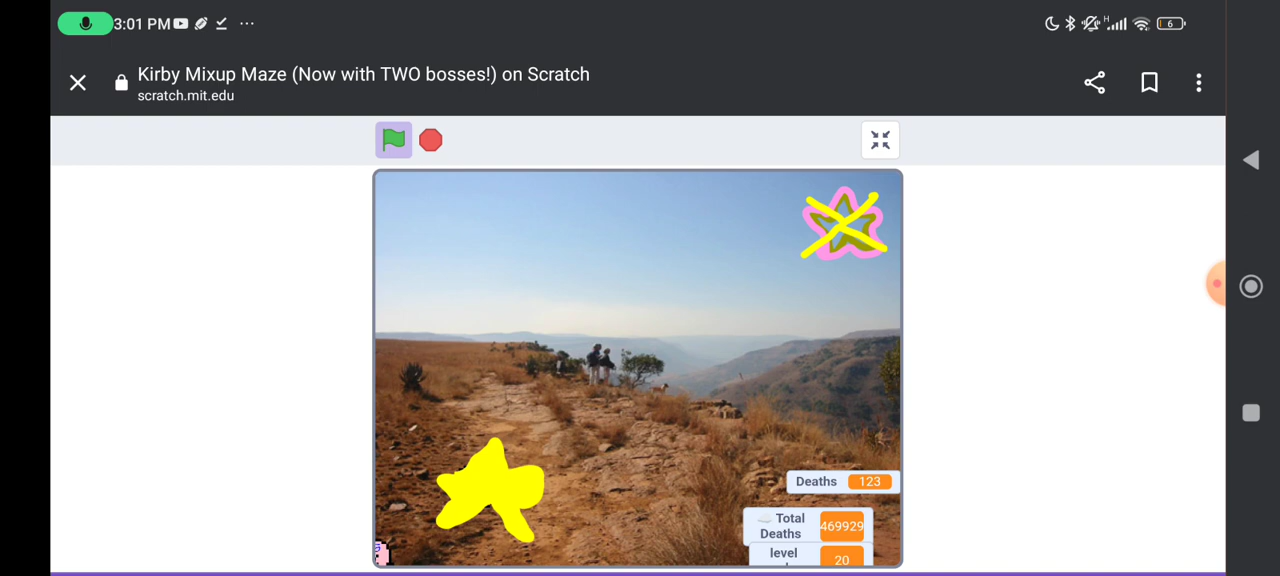 3:01 PM
H
6
Kirby Mixup Maze (Now with TWO bosses!) on Scratch
scratch.mit.edu
Deaths 123
Total Deaths 469929
level
20